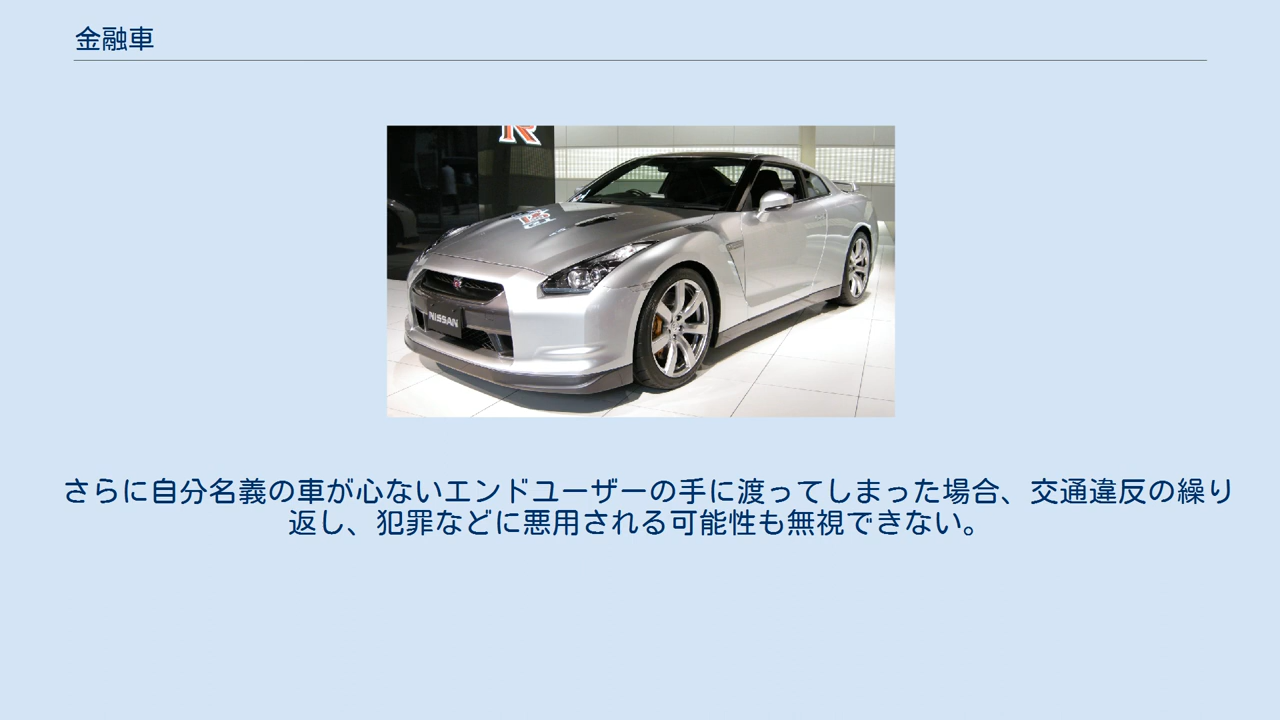 金融車
R
NISSAN
さらに自分名義の車が心ないエンドユーザーの手に渡ってしまった場合、交通違反の繰り
返し、犯罪などに悪用される可能性も無視できない。